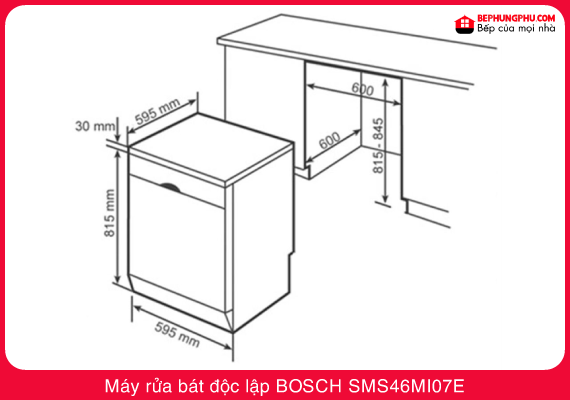 BEPHUNGPHU.COM
Bếp của mọi nhà
595 mm
30 mm
815 mm
595 mm
600
600
815 - 845
Máy rửa bát độc lập BOSCH SMS46MI07E